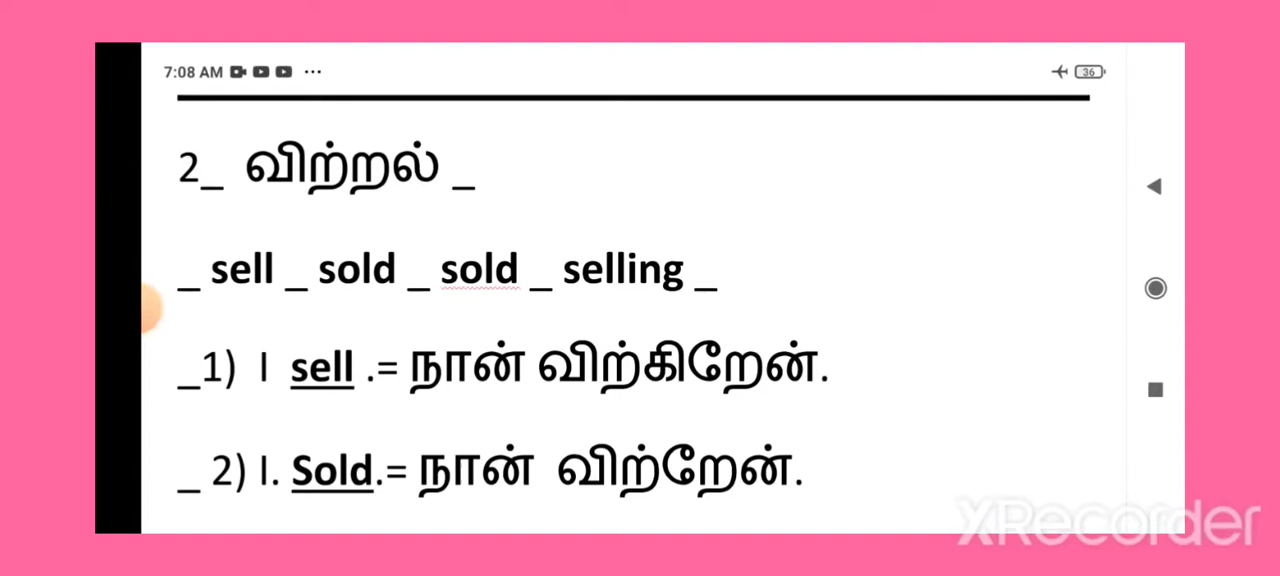 7:08 AM ... 36
2_ விற்றல் _
_ sell _ sold _ sold _ selling _
_1) I sell .= நான் விற்கிறேன்.
_ 2) I. Sold.= நான் விற்றேன்.
XRecorder